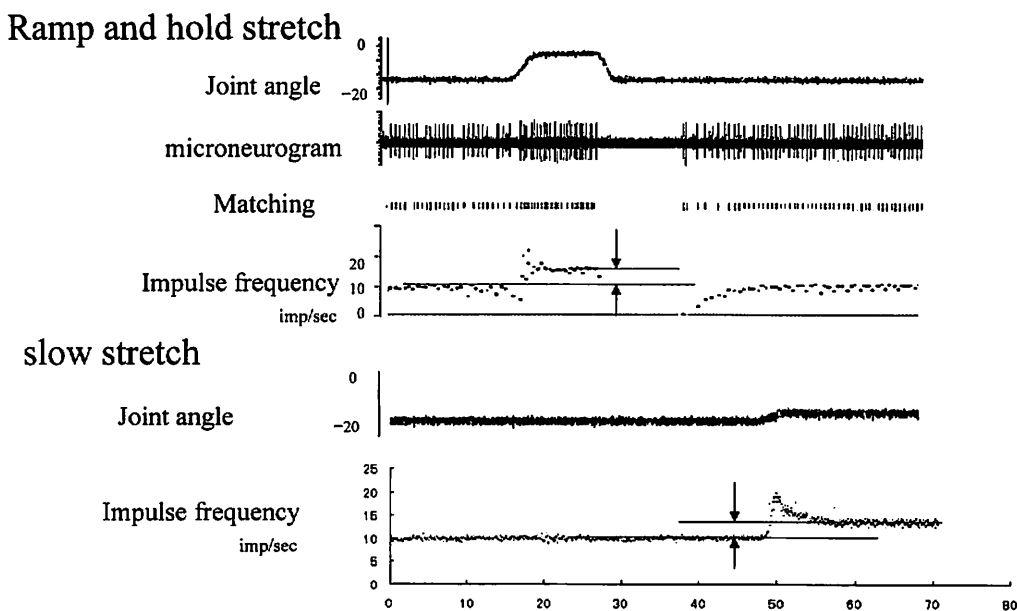 Ramp and hold stretch
0
Joint angle
−20
microneurogram
Matching
20
Impulse frequency
10
imp/sec
0
slow stretch
0
Joint angle
−20
25
20
Impulse frequency
15
imp/sec
10
5
0
0 10 20 30 40 50 60 70 80